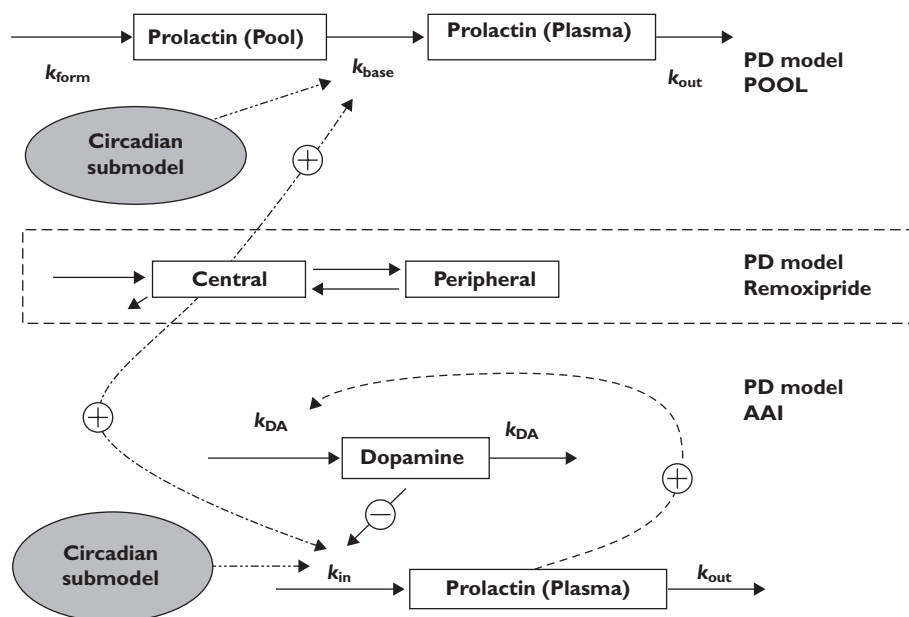 Prolactin (Pool)
Prolactin (Plasma)
k_form
k_base
k_out
PD model
POOL
Circadian
submodel
+
Central
Peripheral
PD model
Remoxipride
+
PD model
AAI
k_DA
k_DA
Dopamine
+
−
Circadian
submodel
k_in
Prolactin (Plasma)
k_out